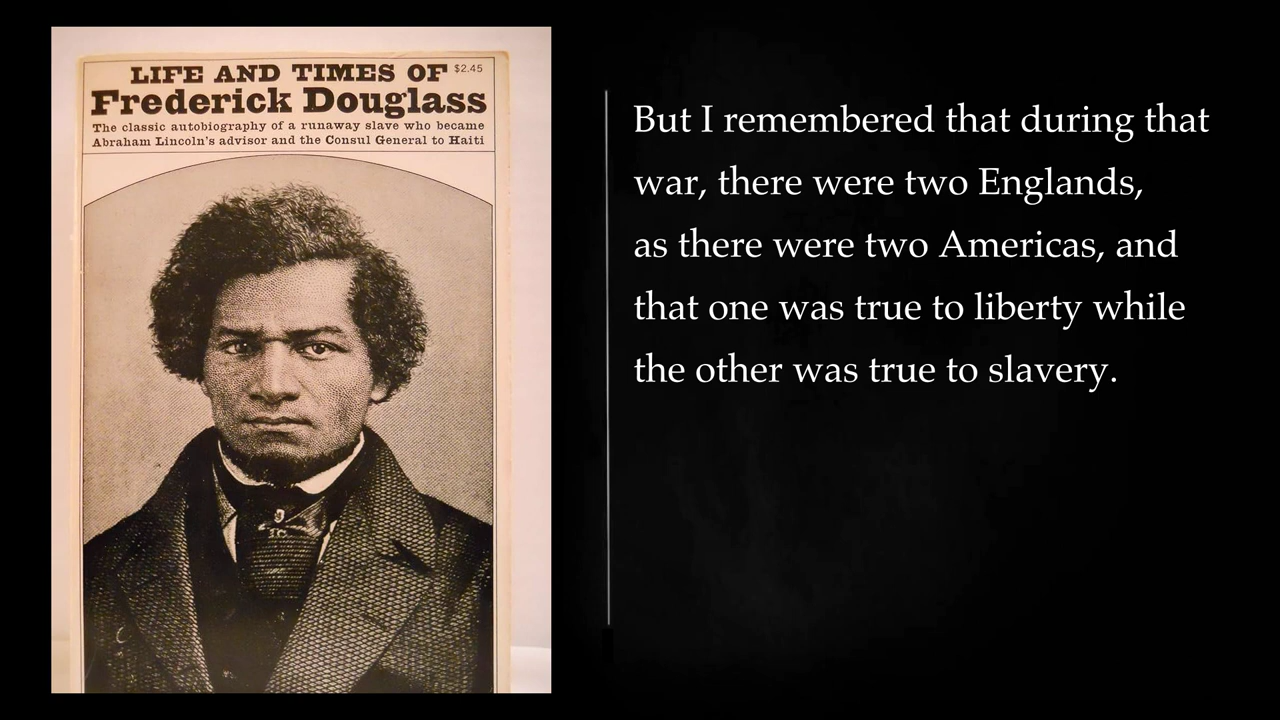 LIFE AND TIMES OF $2.45
Frederick Douglass
The classic autobiography of a runaway slave who became
Abraham Lincoln's advisor and the Consul General to Haiti
But I remembered that during that
war, there were two Englands,
as there were two Americas, and
that one was true to liberty while
the other was true to slavery.